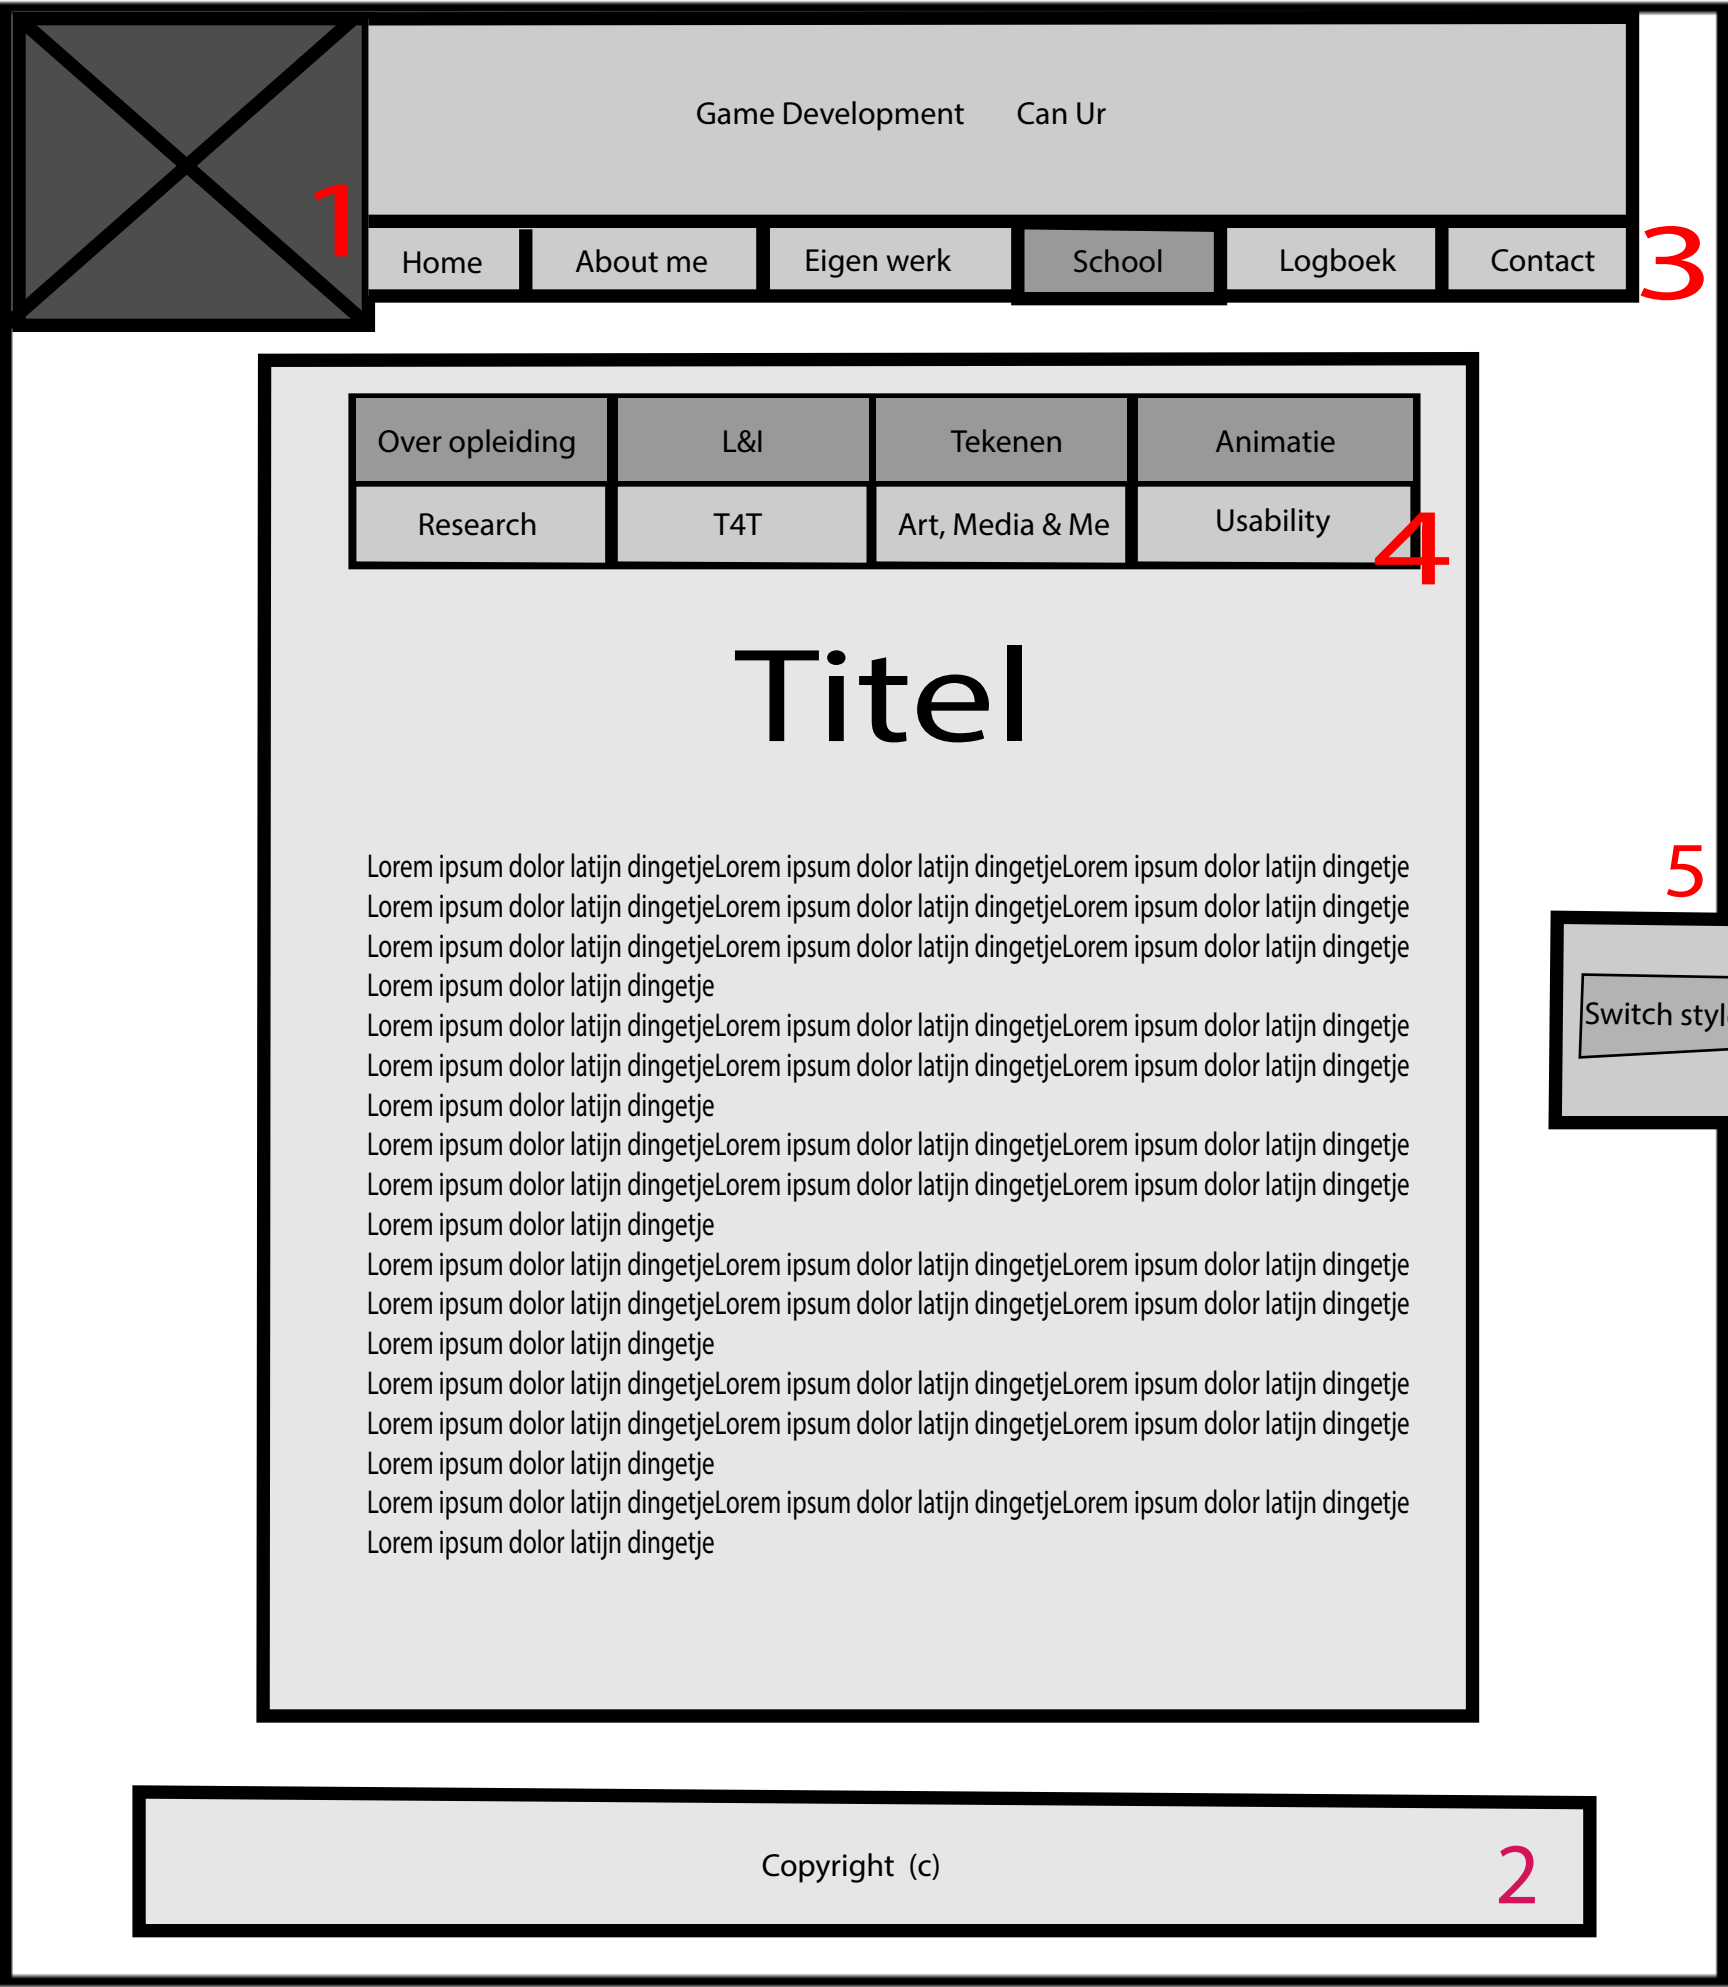 Game Development Can Ur
1
Home About me Eigen werk School Logboek Contact
3
Over opleiding L&I Tekenen Animatie
Research T4T Art, Media & Me Usability
4
Titel
Lorem ipsum dolor latijn dingetjeLorem ipsum dolor latijn dingetjeLorem ipsum dolor latijn dingetje
Lorem ipsum dolor latijn dingetjeLorem ipsum dolor latijn dingetjeLorem ipsum dolor latijn dingetje
Lorem ipsum dolor latijn dingetjeLorem ipsum dolor latijn dingetjeLorem ipsum dolor latijn dingetje
Lorem ipsum dolor latijn dingetje
Lorem ipsum dolor latijn dingetjeLorem ipsum dolor latijn dingetjeLorem ipsum dolor latijn dingetje
Lorem ipsum dolor latijn dingetjeLorem ipsum dolor latijn dingetjeLorem ipsum dolor latijn dingetje
Lorem ipsum dolor latijn dingetje
Lorem ipsum dolor latijn dingetjeLorem ipsum dolor latijn dingetjeLorem ipsum dolor latijn dingetje
Lorem ipsum dolor latijn dingetjeLorem ipsum dolor latijn dingetjeLorem ipsum dolor latijn dingetje
Lorem ipsum dolor latijn dingetje
Lorem ipsum dolor latijn dingetjeLorem ipsum dolor latijn dingetjeLorem ipsum dolor latijn dingetje
Lorem ipsum dolor latijn dingetjeLorem ipsum dolor latijn dingetjeLorem ipsum dolor latijn dingetje
Lorem ipsum dolor latijn dingetje
Lorem ipsum dolor latijn dingetjeLorem ipsum dolor latijn dingetjeLorem ipsum dolor latijn dingetje
Lorem ipsum dolor latijn dingetjeLorem ipsum dolor latijn dingetjeLorem ipsum dolor latijn dingetje
Lorem ipsum dolor latijn dingetje
Lorem ipsum dolor latijn dingetjeLorem ipsum dolor latijn dingetjeLorem ipsum dolor latijn dingetje
Lorem ipsum dolor latijn dingetje
5
Switch style
Copyright (c)
2